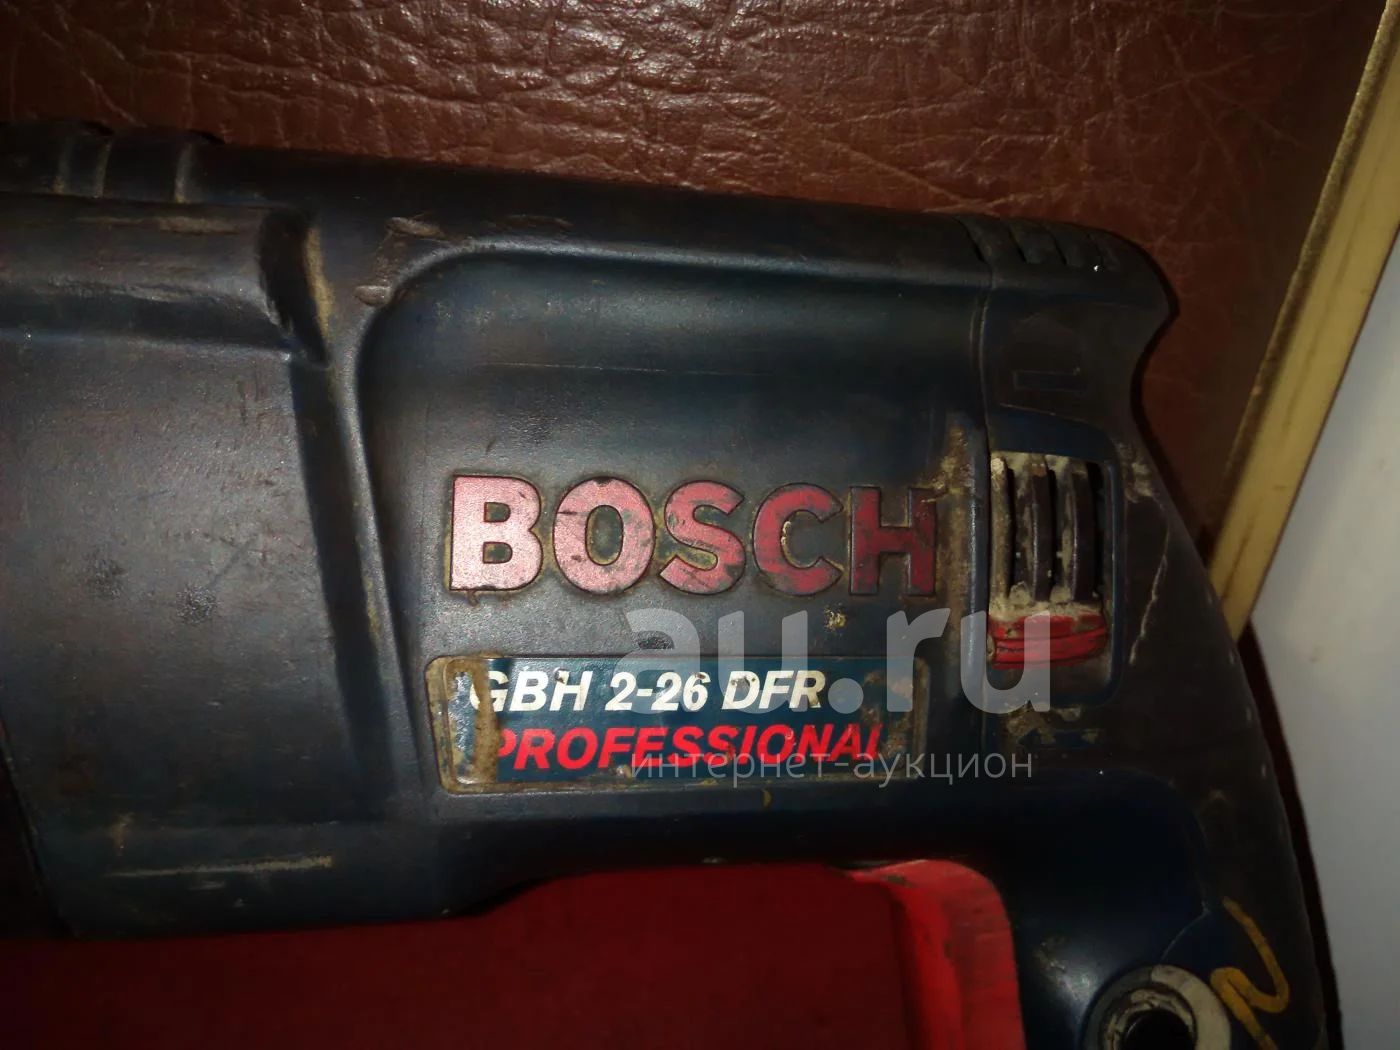 BOSCH
GBH 2-26 DFR
PROFESSIONAL
au.ru
интернет-аукцион